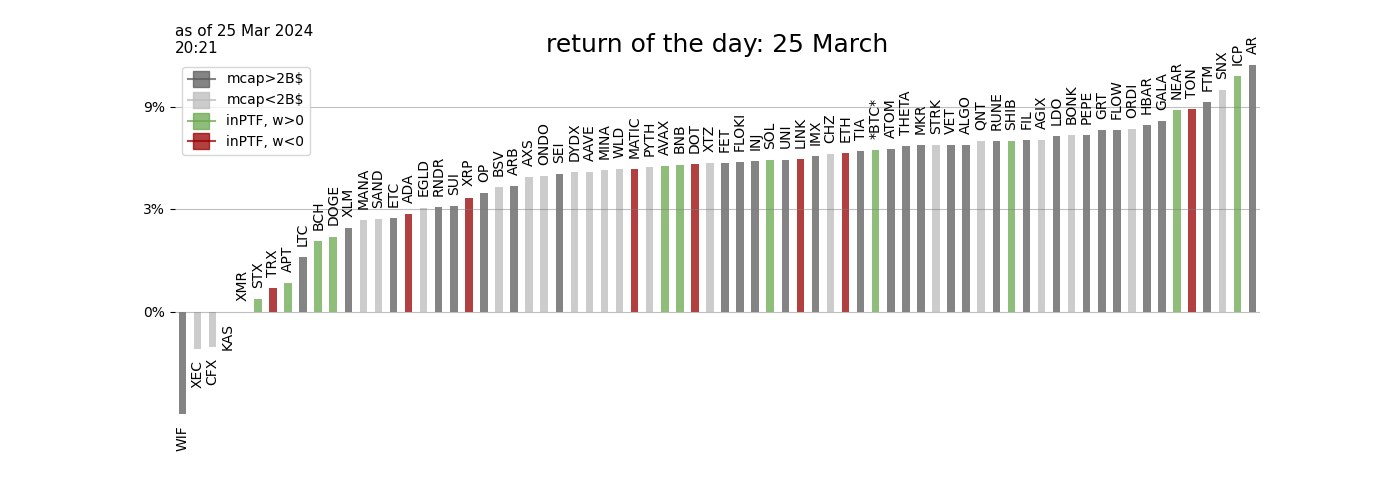 as of 25 Mar 2024
20:21
return of the day: 25 March
mcap>2B$
mcap<2B$
inPTF, w>0
inPTF, w<0
9%
3%
0%
WIF
XEC
CFX
KAS
XMR
STX
TRX
APT
LTC
BCH
DOGE
XLM
MANA
SAND
ETC
ADA
EGLD
RNDR
SUI
XRP
OP
BSV
ARB
AXS
ONDO
SEI
DYDX
AAVE
MINA
WLD
MATIC
PYTH
AVAX
BNB
DOT
XTZ
FET
FLOKI
INJ
SOL
UNI
LINK
IMX
CHZ
ETH
TIA
*BTC*
ATOM
THETA
MKR
STRK
VET
ALGO
QNT
RUNE
SHIB
FIL
AGIX
LDO
BONK
PEPE
GRT
FLOW
ORDI
HBAR
GALA
NEAR
TON
FTM
SNX
ICP
AR